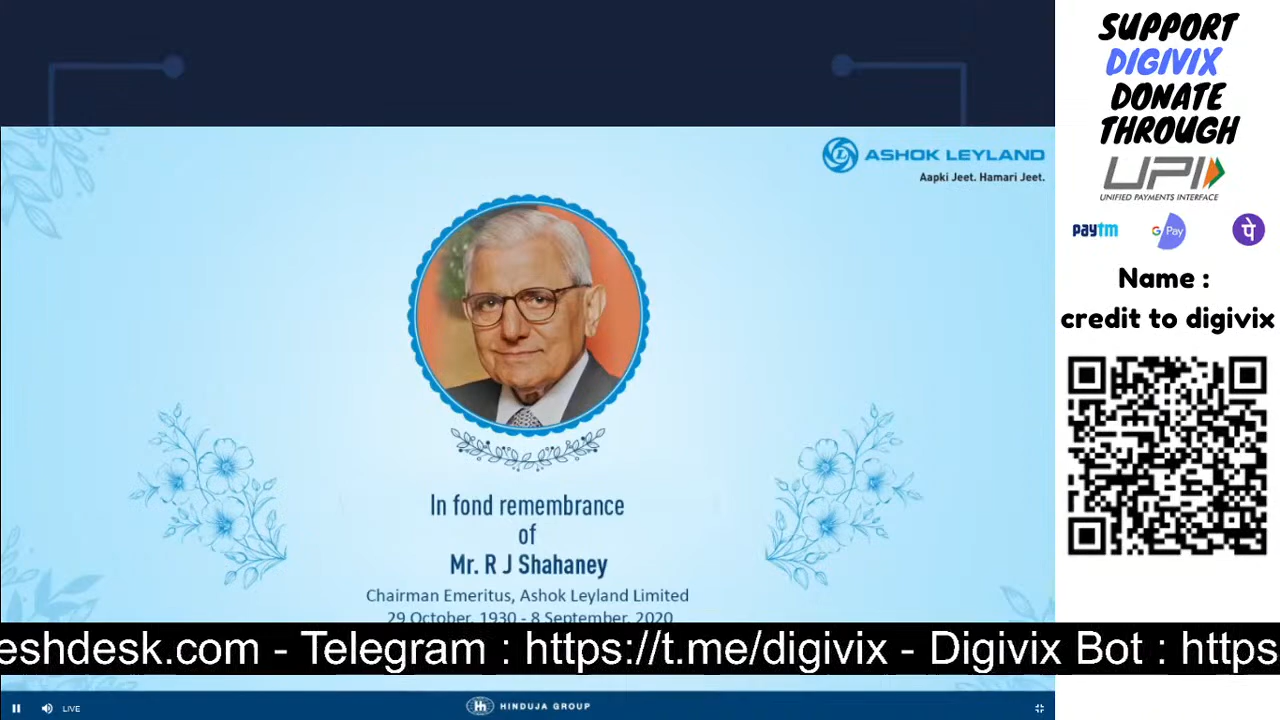 ASHOK LEYLAND
Aapki Jeet. Hamari Jeet.
In fond remembrance
of
Mr. R J Shahaney
Chairman Emeritus, Ashok Leyland Limited
29 October, 1930 - 8 September, 2020
eshdesk.com - Telegram : https://t.me/digivix - Digivix Bot : https
LIVE
HINDUJA GROUP
SUPPORT
DIGIVIX
DONATE
THROUGH
UPI
UNIFIED PAYMENTS INTERFACE
paytm
G Pay
पे
Name :
credit to digivix